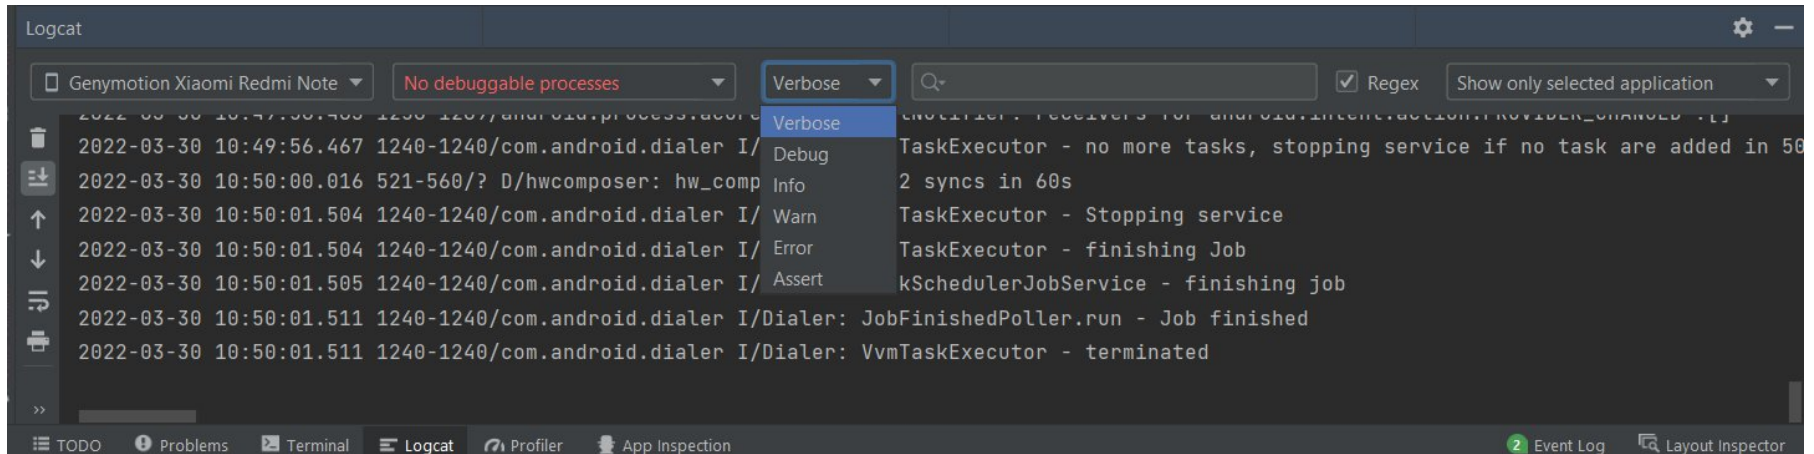 Logcat
Genymotion Xiaomi Redmi Note No debuggable processes Verbose Regex Show only selected application
Verbose
Debug
Info
Warn
Error
Assert
2022-03-30 10:49:56.467 1240-1240/com.android.dialer I/ TaskExecutor - no more tasks, stopping service if no task are added in 50
2022-03-30 10:50:00.016 521-560/? D/hwcomposer: hw_comp 2 syncs in 60s
2022-03-30 10:50:01.504 1240-1240/com.android.dialer I/ TaskExecutor - Stopping service
2022-03-30 10:50:01.504 1240-1240/com.android.dialer I/ TaskExecutor - finishing Job
2022-03-30 10:50:01.505 1240-1240/com.android.dialer I/ kSchedulerJobService - finishing job
2022-03-30 10:50:01.511 1240-1240/com.android.dialer I/Dialer: JobFinishedPoller.run - Job finished
2022-03-30 10:50:01.511 1240-1240/com.android.dialer I/Dialer: VvmTaskExecutor - terminated
TODO Problems Terminal Logcat Profiler App Inspection 2 Event Log Layout Inspector